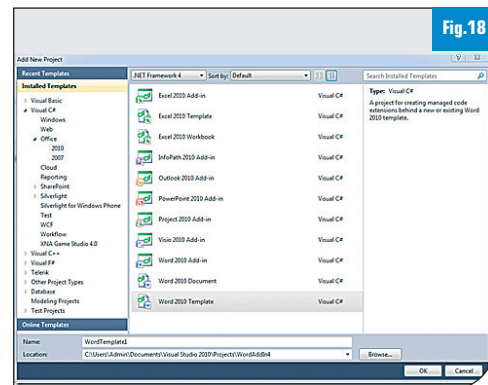 Fig.18
Add New Project
Recent Templates
.NET Framework 4 Sort by: Default
Search Installed Templates
Installed Templates
Visual Basic
Visual C#
Windows
Web
Office
2010
2007
Cloud
Reporting
SharePoint
Silverlight
Silverlight for Windows Phone
Test
WCF
Workflow
XNA Game Studio 4.0
Visual C++
Visual F#
Telerik
Other Project Types
Database
Modeling Projects
Test Projects
Online Templates
Excel 2010 Add-in Visual C#
Excel 2010 Template Visual C#
Excel 2010 Workbook Visual C#
InfoPath 2010 Add-in Visual C#
Outlook 2010 Add-in Visual C#
PowerPoint 2010 Add-in Visual C#
Project 2010 Add-in Visual C#
Visio 2010 Add-in Visual C#
Word 2010 Add-in Visual C#
Word 2010 Document Visual C#
Word 2010 Template Visual C#
Type: Visual C#
A project for creating managed code
extensions behind a new or existing Word
2010 template.
Name: WordTemplate1
Location: C:\Users\Admin\Documents\Visual Studio 2010\Projects\WordAddIn4 Browse...
OK Cancel